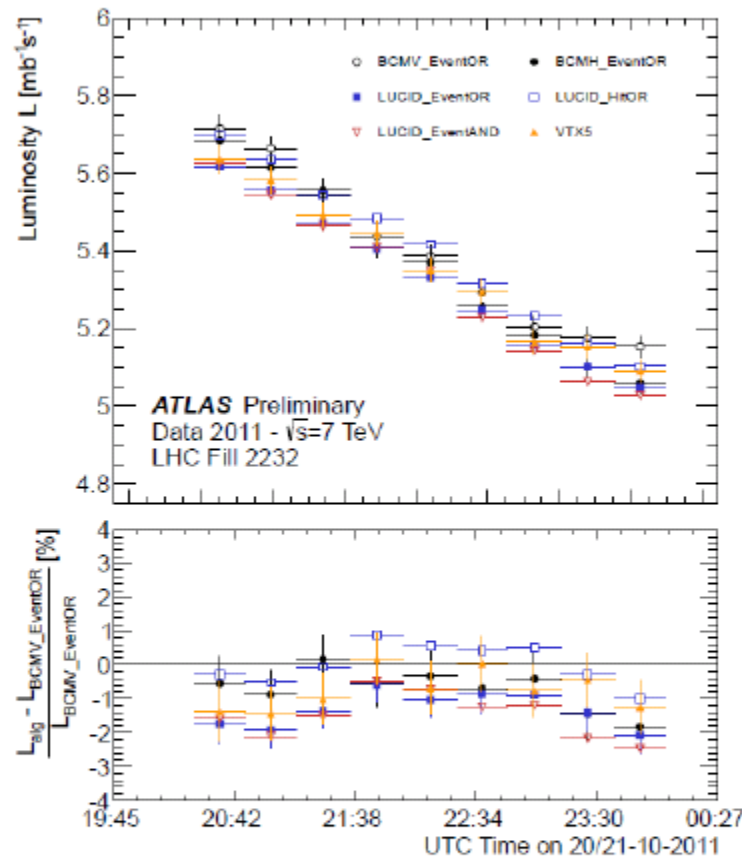 6
5.8
5.6
5.4
5.2
5
4.8
Luminosity L [mb⁻¹s⁻¹]
BCMV_EventOR
BCMH_EventOR
LUCID_EventOR
LUCID_HitOR
LUCID_EventAND
VTX5
ATLAS Preliminary
Data 2011 - √s=7 TeV
LHC Fill 2232
4
3
2
1
0
-1
-2
-3
-4
L_alg - L_BCMV_EventOR
L_BCMV_EventOR
[%]
19:45 20:42 21:38 22:34 23:30 00:27
UTC Time on 20/21-10-2011